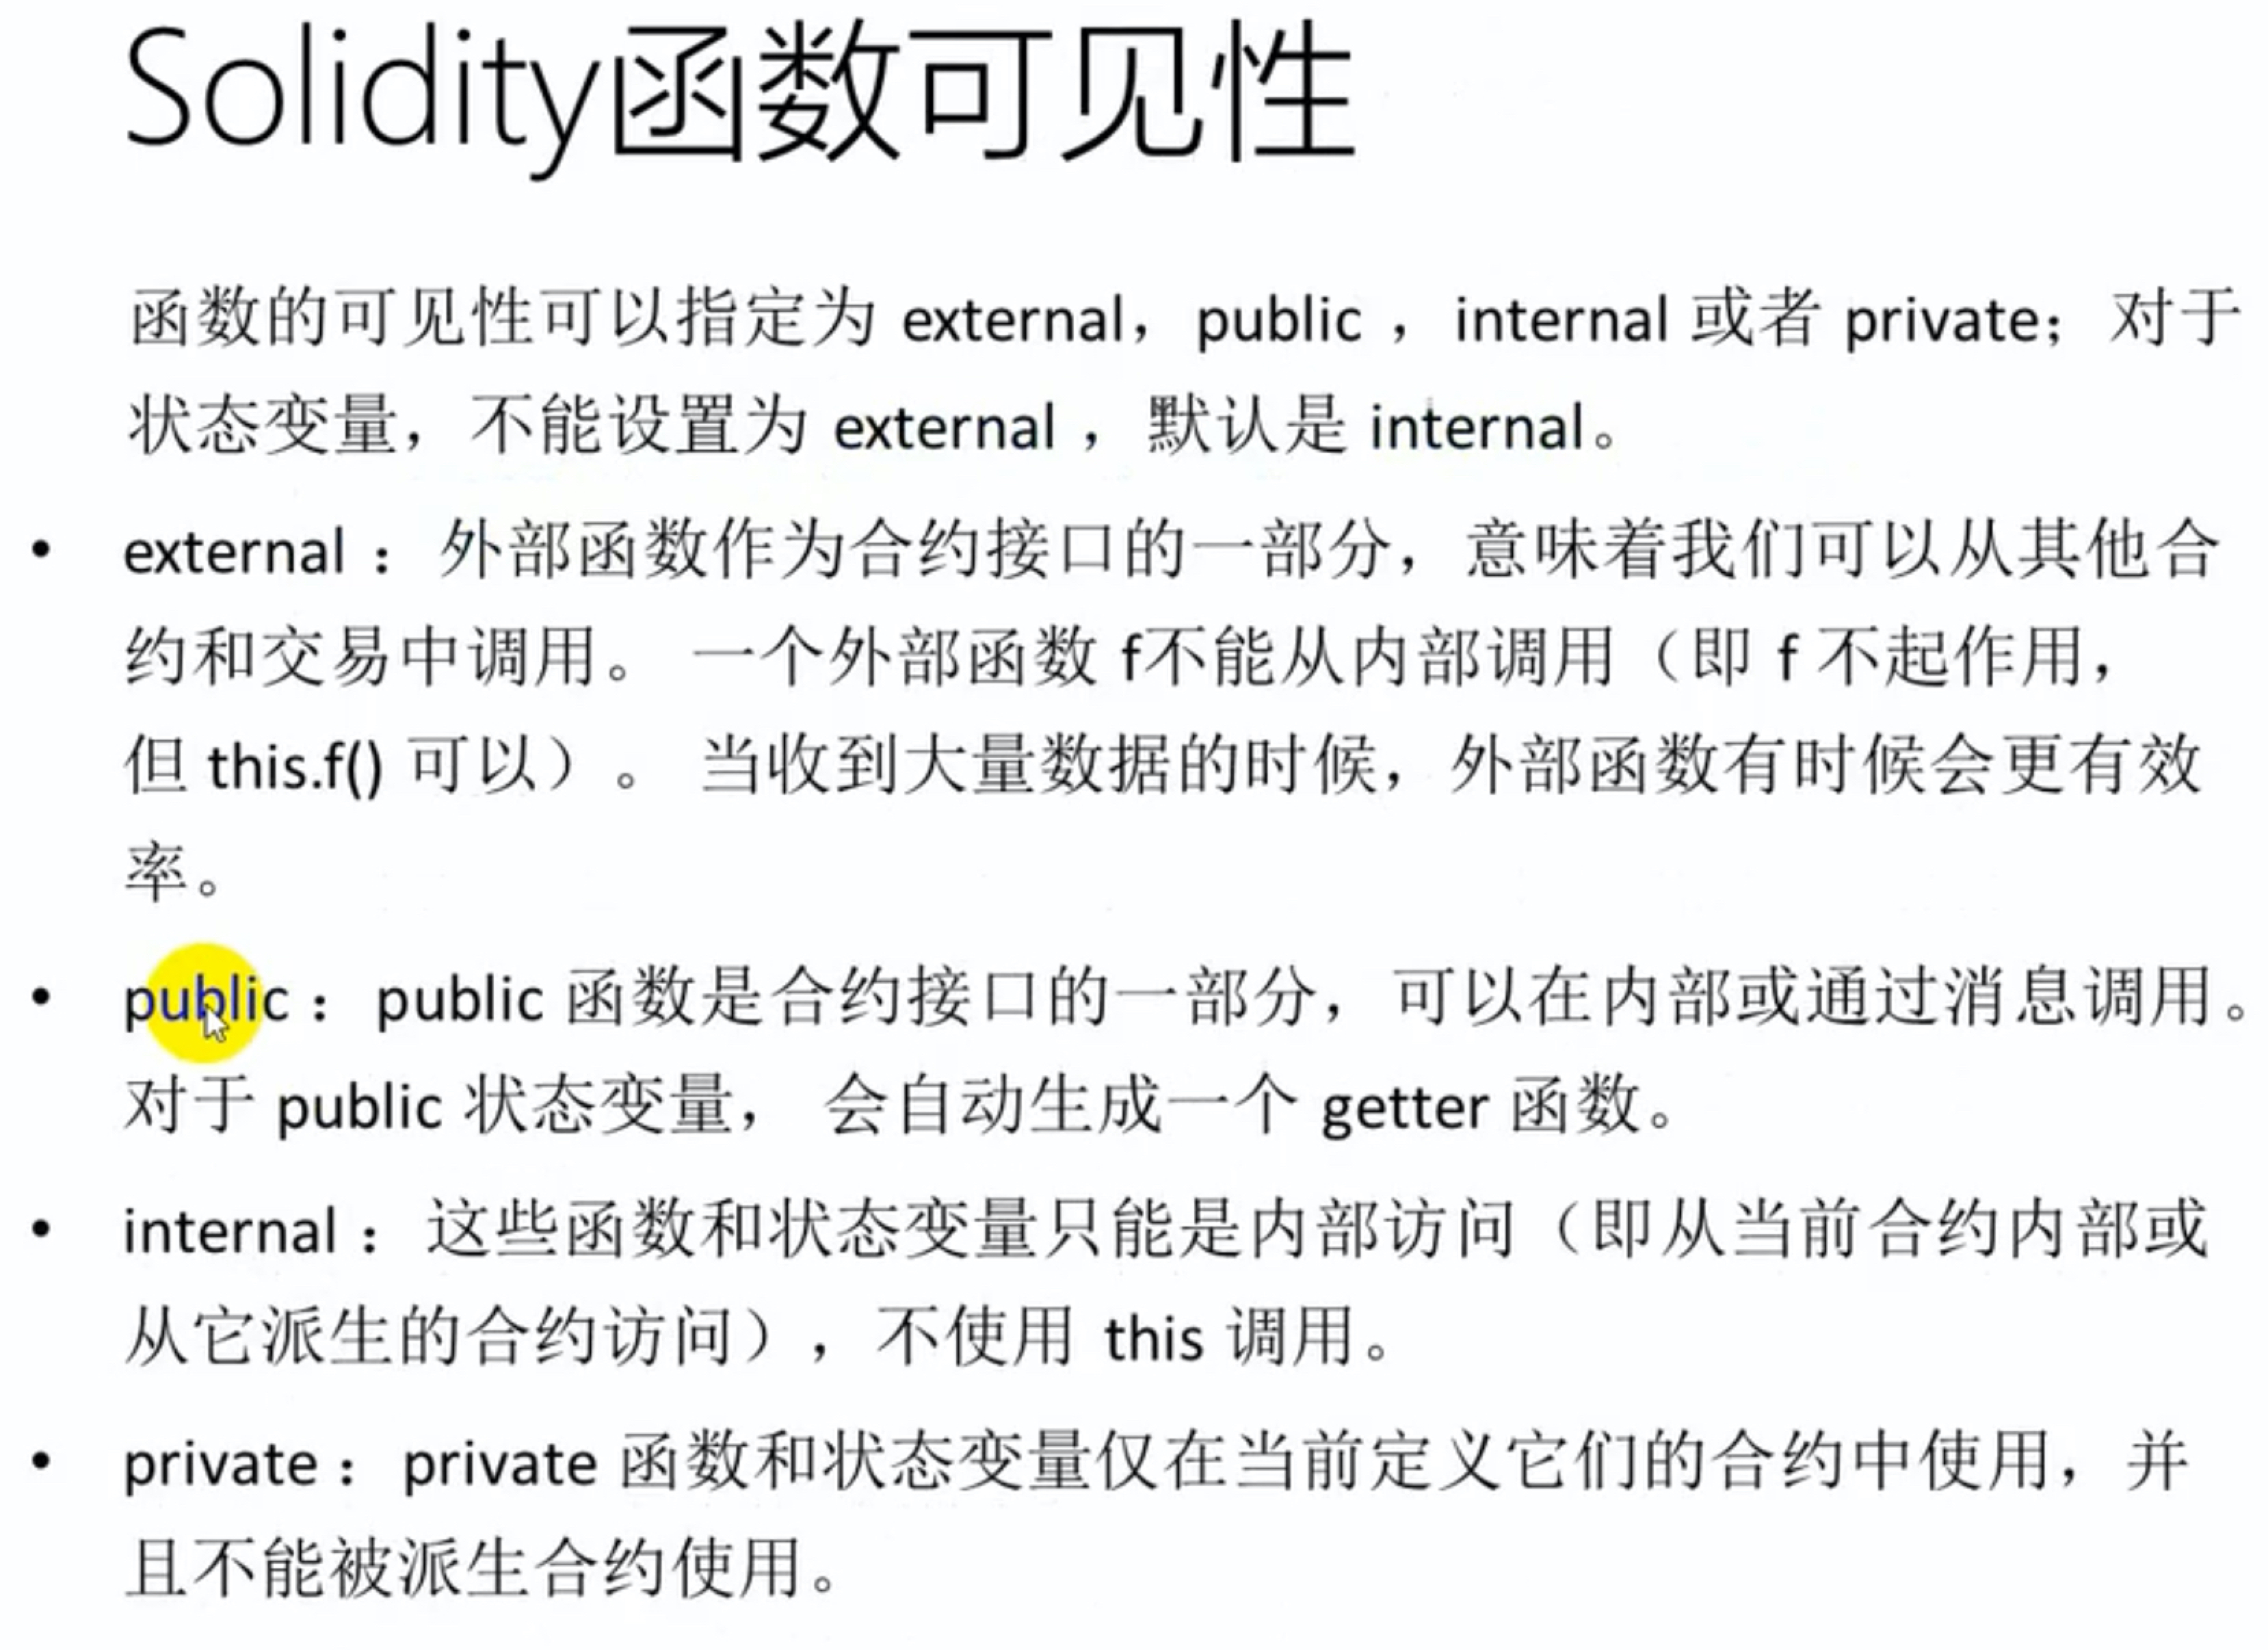 Solidity函数可见性
函数的可见性可以指定为 external，public ，internal 或者 private；对于
状态变量，不能设置为 external ，默认是 internal。
• external ：外部函数作为合约接口的一部分，意味着我们可以从其他合
约和交易中调用。 一个外部函数 f不能从内部调用（即 f 不起作用，
但 this.f() 可以）。 当收到大量数据的时候，外部函数有时候会更有效
率。
• public ： public 函数是合约接口的一部分，可以在内部或通过消息调用。
对于 public 状态变量， 会自动生成一个 getter 函数。
• internal ：这些函数和状态变量只能是内部访问（即从当前合约内部或
从它派生的合约访问），不使用 this 调用。
• private ： private 函数和状态变量仅在当前定义它们的合约中使用，并
且不能被派生合约使用。